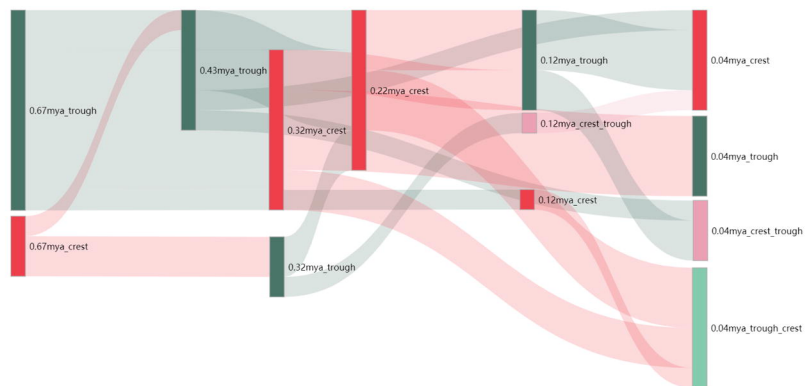 0.67mya_trough
0.67mya_crest
0.43mya_trough
0.32mya_crest
0.32mya_trough
0.22mya_crest
0.12mya_trough
0.12mya_crest_trough
0.12mya_crest
0.04mya_crest
0.04mya_trough
0.04mya_crest_trough
0.04mya_trough_crest